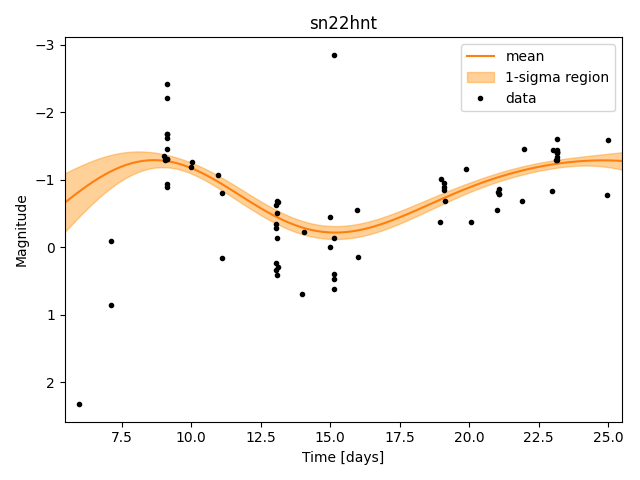 sn22hnt
mean
1-sigma region
data
Magnitude
−3
−2
−1
0
1
2
7.5 10.0 12.5 15.0 17.5 20.0 22.5 25.0
Time [days]